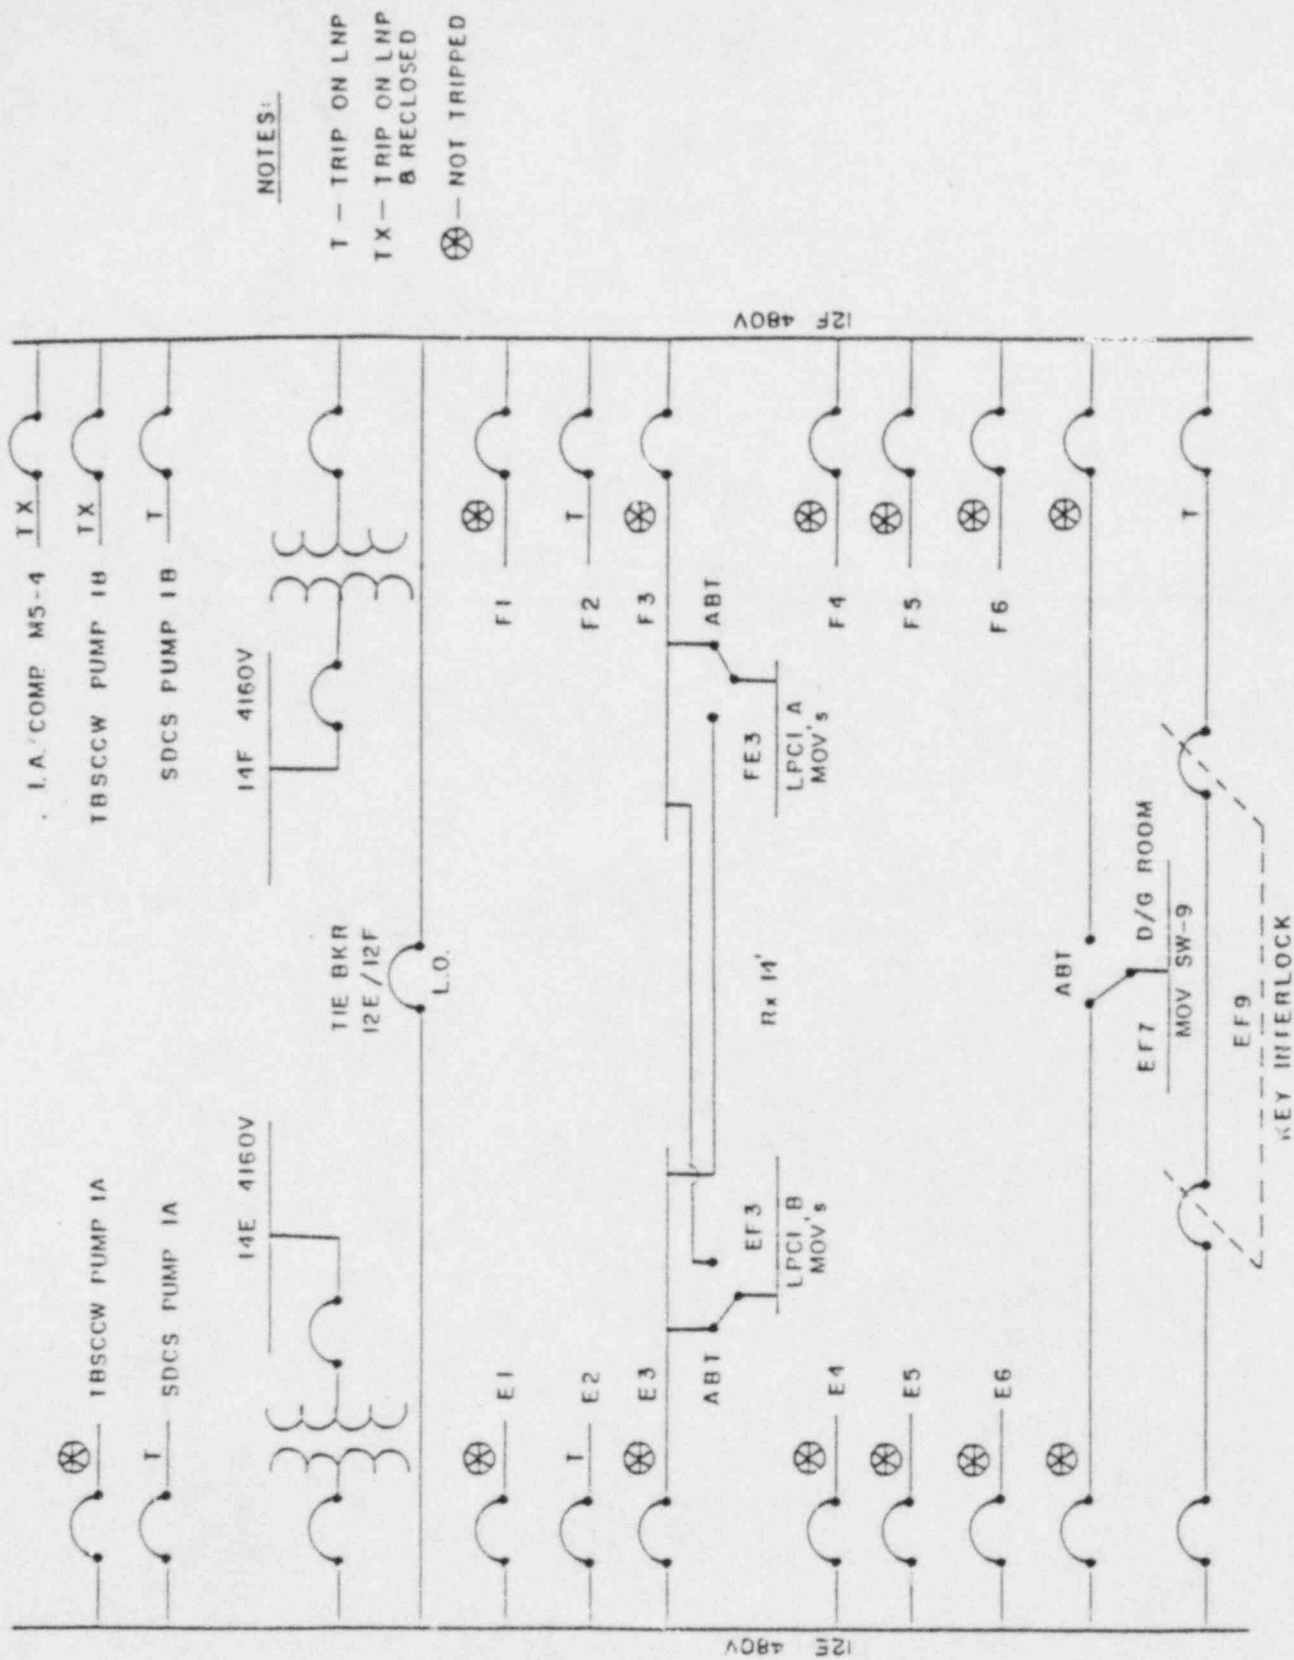 I.A. COMP. M5-4
TX
TBSCCW PUMP 1B
TX
SDCS PUMP 1B
T
TBSCCW PUMP 1A
SDCS PUMP 1A
T
14E 4160V
14F 4160V
TIE BKR
12E/12F
L.O.
E1
F1
E2
T
F2
T
E3
F3
ABT
EF3
LPCI B
MOV's
Rx 14'
FE3
LPCI A
MOV's
ABT
E4
F4
E5
F5
E6
F6
ABT
EF7
D/G ROOM
MOV SW-9
T
EF9
KEY INTERLOCK
12E 480V
12F 480V
NOTES:
T — TRIP ON LNP
TX — TRIP ON LNP
& RECLOSED
— NOT TRIPPED